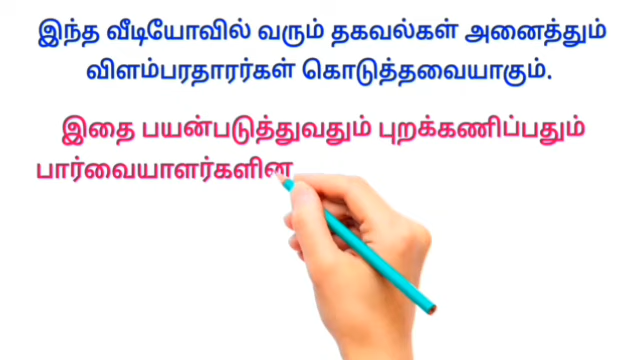 இந்த வீடியோவில் வரும் தகவல்கள் அனைத்தும்
விளம்பரதாரர்கள் கொடுத்தவையாகும்.
இதை பயன்படுத்துவதும் புறக்கணிப்பதும்
பார்வையாளர்களின